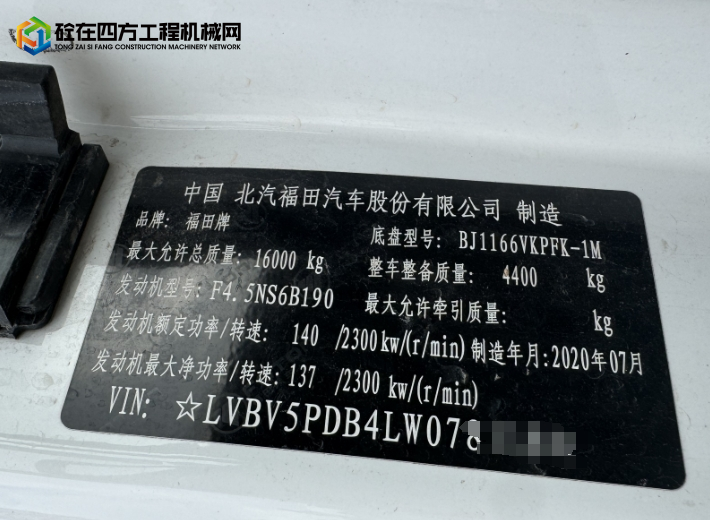 砼在四方工程机械网
TONG ZAI SI FANG CONSTRUCTION MACHINERY NETWORK
中国 北汽福田汽车股份有限公司 制造
品牌: 福田牌 底盘型号: BJ1166VKPFK-1M
最大允许总质量: 16000 kg 整车整备质量: 4400 kg
发动机型号: F4.5NS6B190 最大允许牵引质量: kg
发动机额定功率/转速: 140 /2300kw/(r/min) 制造年月:2020年07月
发动机最大净功率/转速:137 /2300 kw/(r/min)
VIN: ☆LVBV5PDB4LW078